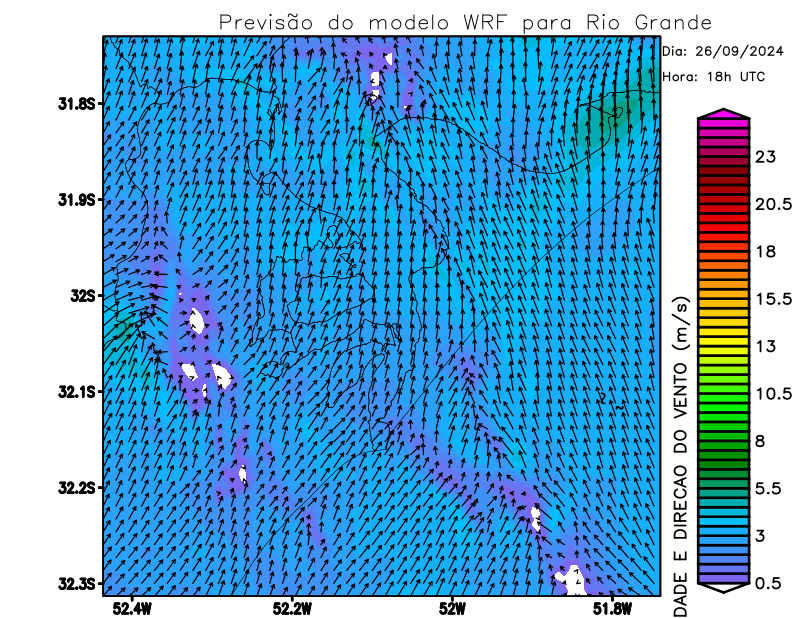 Previsão do modelo WRF para Rio Grande
Dia: 26/09/2024
Hora: 18h UTC
31.8S
31.9S
32S
32.1S
32.2S
32.3S
52.4W
52.2W
52W
51.8W
23
20.5
18
15.5
13
10.5
8
5.5
3
0.5
DADE E DIRECAO DO VENTO (m/s)